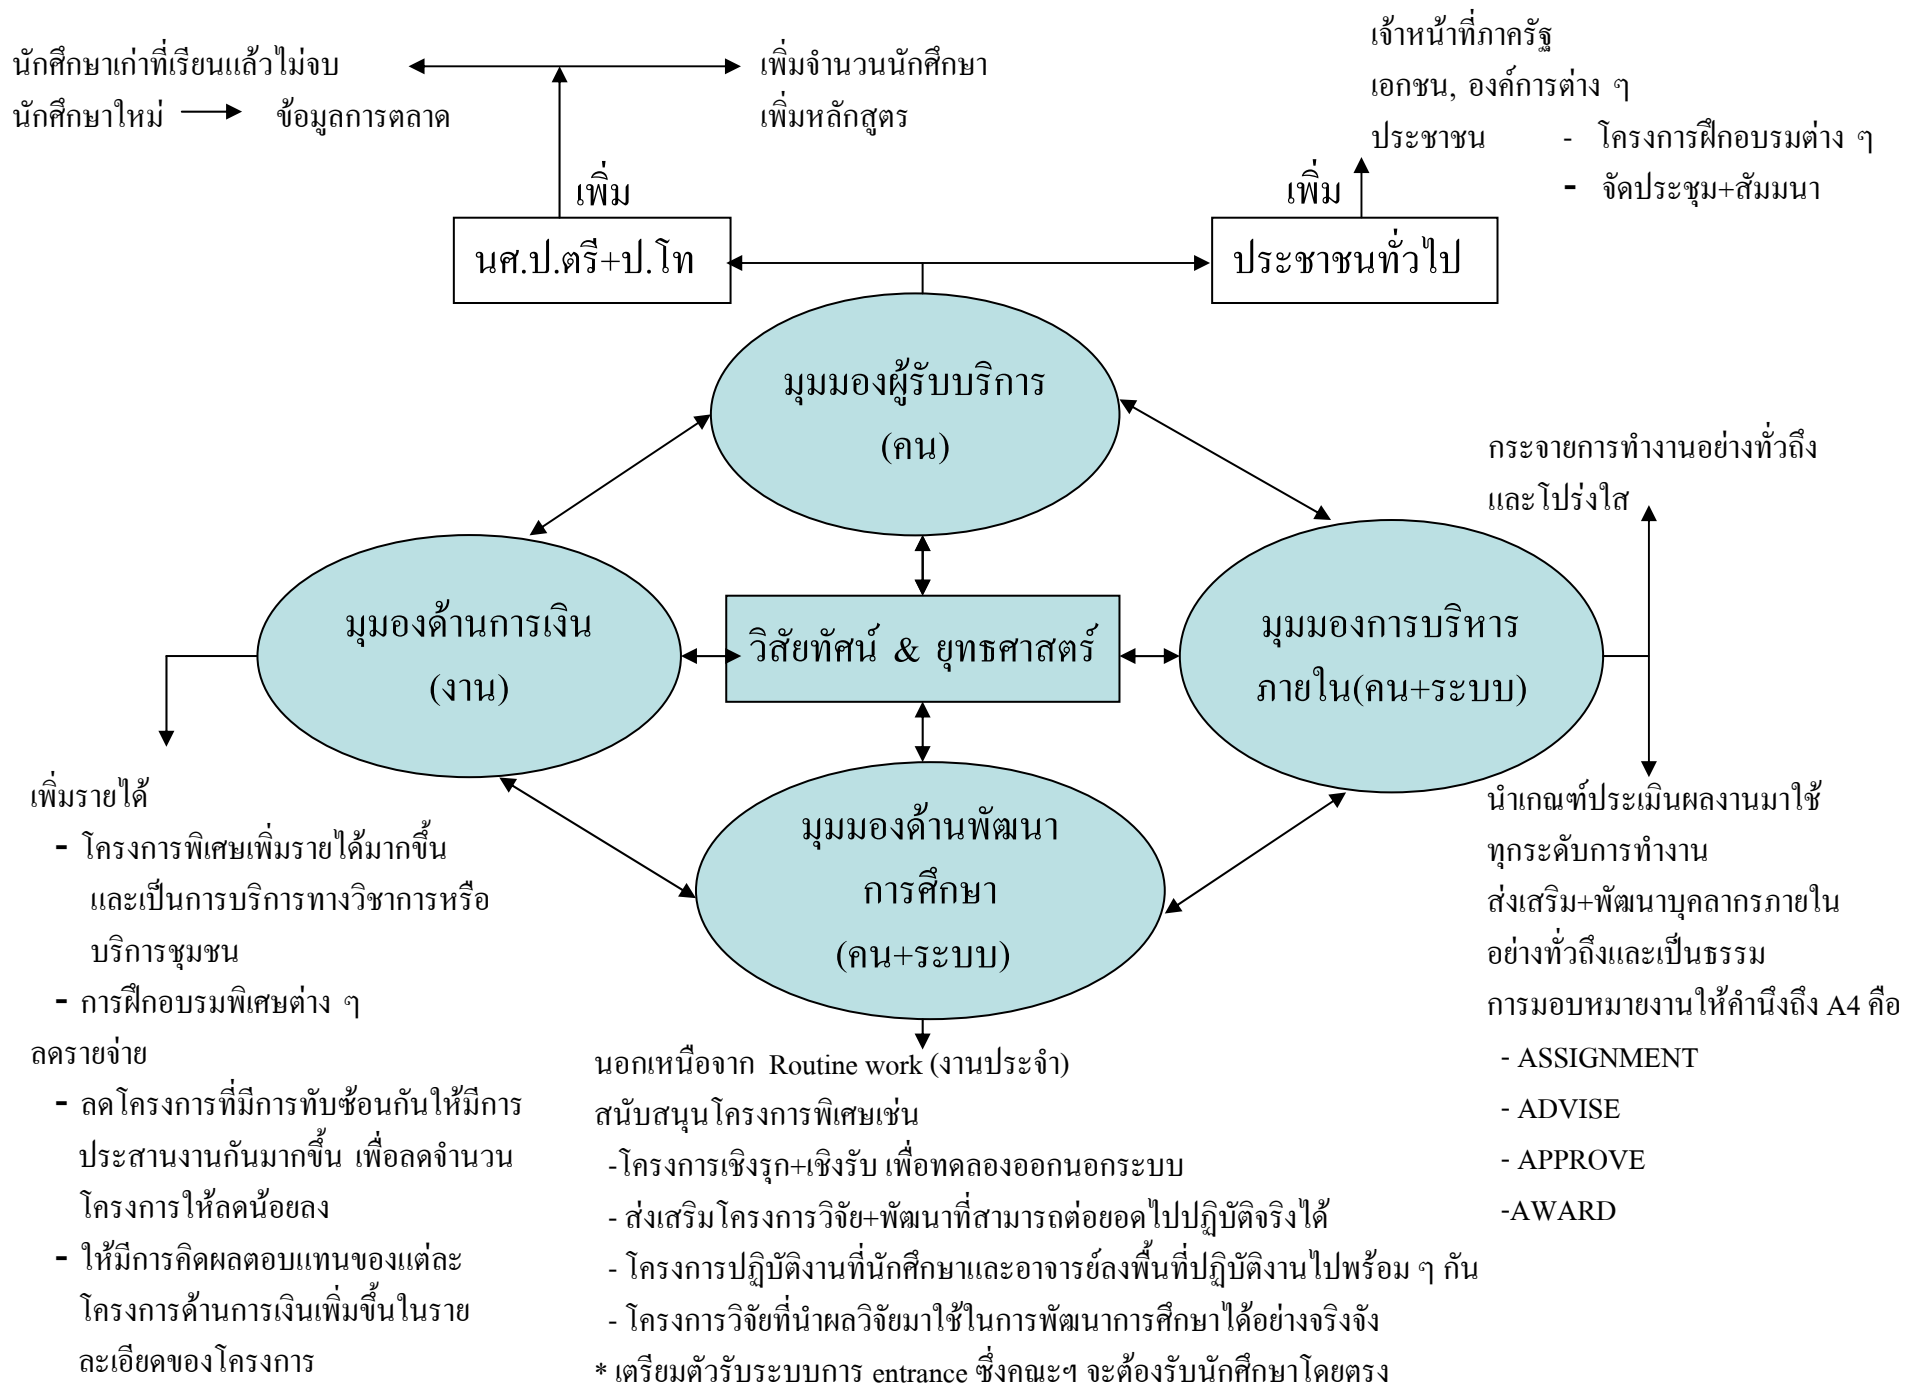 นักศึกษาเก่าที่เรียนแล้วไม่จบ
นักศึกษาใหม่ ข้อมูลการตลาด
เพิ่มจำนวนนักศึกษา
เพิ่มหลักสูตร
เจ้าหน้าที่ภาครัฐ
เอกชน, องค์การต่าง ๆ
ประชาชน - โครงการฝึกอบรมต่าง ๆ
- จัดประชุม+สัมมนา
เพิ่ม
เพิ่ม
นศ.ป.ตรี+ป.โท
ประชาชนทั่วไป
มุมมองผู้รับบริการ
(คน)
กระจายการทำงานอย่างทั่วถึง
และโปร่งใส
มุมองด้านการเงิน
(งาน)
วิสัยทัศน์ & ยุทธศาสตร์
มุมมองการบริหาร
ภายใน(คน+ระบบ)
มุมมองด้านพัฒนา
การศึกษา
(คน+ระบบ)
เพิ่มรายได้
- โครงการพิเศษเพิ่มรายได้มากขึ้น
และเป็นการบริการทางวิชาการหรือ
บริการชุมชน
- การฝึกอบรมพิเศษต่าง ๆ
ลดรายจ่าย
- ลดโครงการที่มีการทับซ้อนกันให้มีการ
ประสานงานกันมากขึ้น เพื่อลดจำนวน
โครงการให้ลดน้อยลง
- ให้มีการคิดผลตอบแทนของแต่ละ
โครงการด้านการเงินเพิ่มขึ้นในราย
ละเอียดของโครงการ
นอกเหนือจาก Routine work (งานประจำ)
สนับสนุนโครงการพิเศษเช่น
-โครงการเชิงรุก+เชิงรับ เพื่อทดลองออกนอกระบบ
- ส่งเสริมโครงการวิจัย+พัฒนาที่สามารถต่อยอดไปปฏิบัติจริงได้
- โครงการปฏิบัติงานที่นักศึกษาและอาจารย์ลงพื้นที่ปฏิบัติงานไปพร้อม ๆ กัน
- โครงการวิจัยที่นำผลวิจัยมาใช้ในการพัฒนาการศึกษาได้อย่างจริงจัง
* เตรียมตัวรับระบบการ entrance ซึ่งคณะฯ จะต้องรับนักศึกษาโดยตรง
นำเกณฑ์ประเมินผลงานมาใช้
ทุกระดับการทำงาน
ส่งเสริม+พัฒนาบุคลากรภายใน
อย่างทั่วถึงและเป็นธรรม
การมอบหมายงานให้คำนึงถึง A4 คือ
- ASSIGNMENT
- ADVISE
- APPROVE
-AWARD